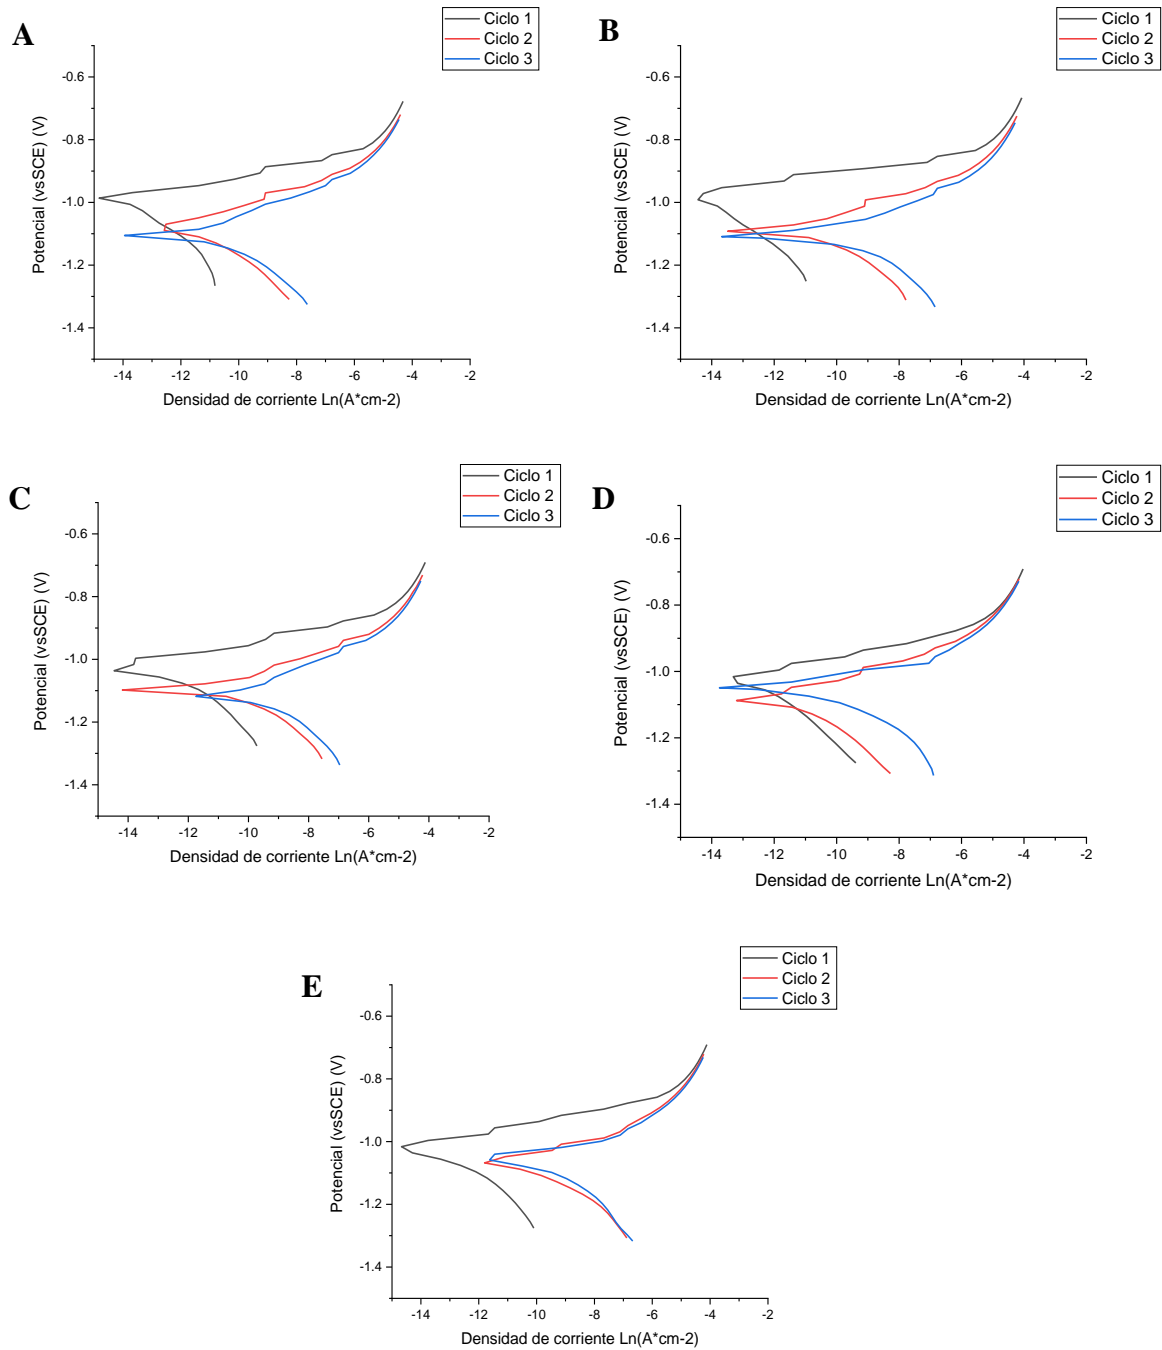 A
Ciclo 1
Ciclo 2
Ciclo 3
-0.6
-0.8
-1.0
-1.2
-1.4
Potencial (vsSCE) (V)
-14 -12 -10 -8 -6 -4 -2
Densidad de corriente Ln(A*cm-2)
B
Ciclo 1
Ciclo 2
Ciclo 3
-0.6
-0.8
-1.0
-1.2
-1.4
Potencial (vsSCE) (V)
-14 -12 -10 -8 -6 -4 -2
Densidad de corriente Ln(A*cm-2)
C
Ciclo 1
Ciclo 2
Ciclo 3
-0.6
-0.8
-1.0
-1.2
-1.4
Potencial (vsSCE) (V)
-14 -12 -10 -8 -6 -4 -2
Densidad de corriente Ln(A*cm-2)
D
Ciclo 1
Ciclo 2
Ciclo 3
-0.6
-0.8
-1.0
-1.2
-1.4
Potencial (vsSCE) (V)
-14 -12 -10 -8 -6 -4 -2
Densidad de corriente Ln(A*cm-2)
E
Ciclo 1
Ciclo 2
Ciclo 3
-0.6
-0.8
-1.0
-1.2
-1.4
Potencial (vsSCE) (V)
-14 -12 -10 -8 -6 -4 -2
Densidad de corriente Ln(A*cm-2)